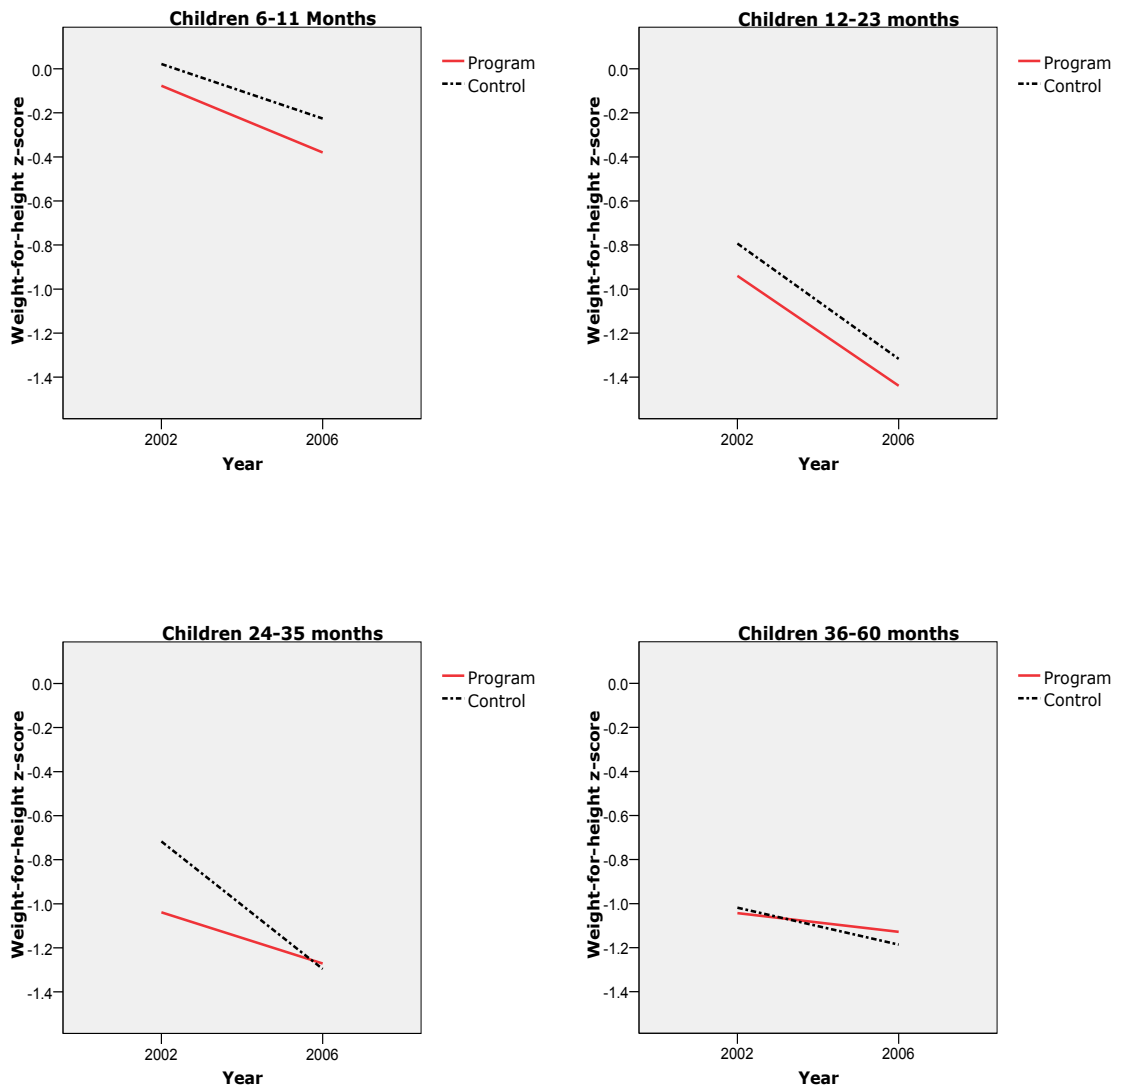 Children 6-11 Months
Weight-for-height z-score
0.0
-0.2
-0.4
-0.6
-0.8
-1.0
-1.2
-1.4
2002 2006
Year
Program
Control
Children 12-23 months
Weight-for-height z-score
0.0
-0.2
-0.4
-0.6
-0.8
-1.0
-1.2
-1.4
2002 2006
Year
Program
Control
Children 24-35 months
Weight-for-height z-score
0.0
-0.2
-0.4
-0.6
-0.8
-1.0
-1.2
-1.4
2002 2006
Year
Program
Control
Children 36-60 months
Weight-for-height z-score
0.0
-0.2
-0.4
-0.6
-0.8
-1.0
-1.2
-1.4
2002 2006
Year
Program
Control